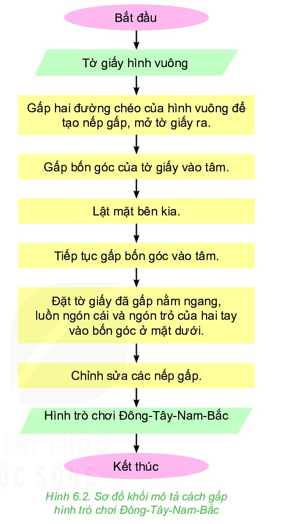 Bắt đầu
Tờ giấy hình vuông
Gấp hai đường chéo của hình vuông để
tạo nếp gấp, mở tờ giấy ra.
Gấp bốn góc của tờ giấy vào tâm.
Lật mặt bên kia.
Tiếp tục gấp bốn góc vào tâm.
Đặt tờ giấy đã gấp nằm ngang,
luồn ngón cái và ngón trỏ của hai tay
vào bốn góc ở mặt dưới.
Chỉnh sửa các nếp gấp.
Hình trò chơi Đông-Tây-Nam-Bắc
Kết thúc
Hình 6.2. Sơ đồ khối mô tả cách gấp
hình trò chơi Đông-Tây-Nam-Bắc